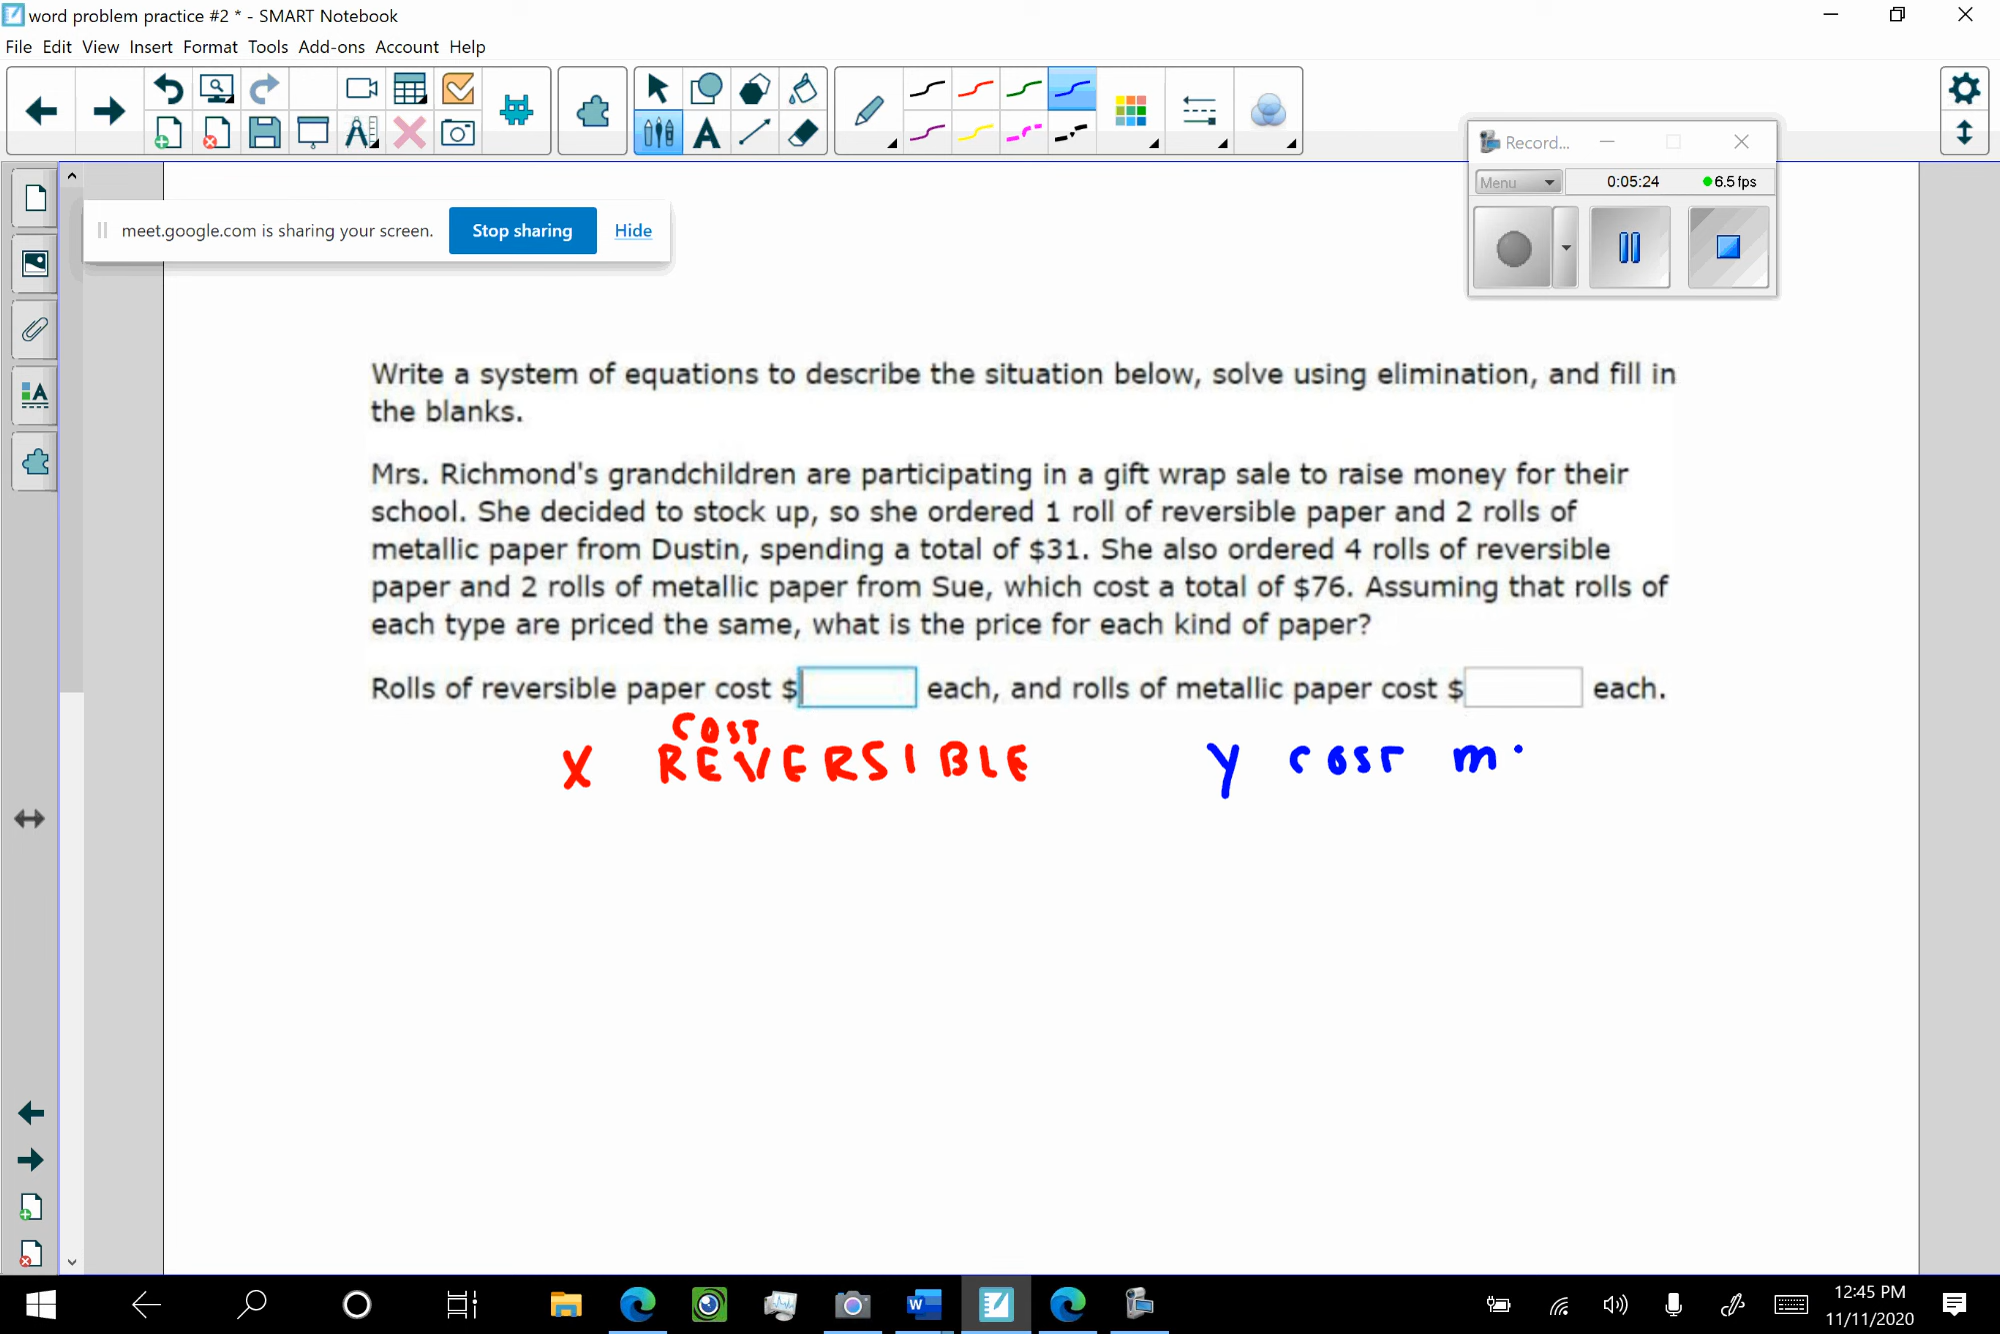 word problem practice #2 * - SMART Notebook
File Edit View Insert Format Tools Add-ons Account Help
Record...
Menu 0:05:24 6.5 fps
meet.google.com is sharing your screen. Stop sharing Hide
Write a system of equations to describe the situation below, solve using elimination, and fill in
the blanks.
Mrs. Richmond's grandchildren are participating in a gift wrap sale to raise money for their
school. She decided to stock up, so she ordered 1 roll of reversible paper and 2 rolls of
metallic paper from Dustin, spending a total of $31. She also ordered 4 rolls of reversible
paper and 2 rolls of metallic paper from Sue, which cost a total of $76. Assuming that rolls of
each type are priced the same, what is the price for each kind of paper?
Rolls of reversible paper cost $ each, and rolls of metallic paper cost $ each.
COST
X REVERSIBLE y COST m.
12:45 PM
11/11/2020